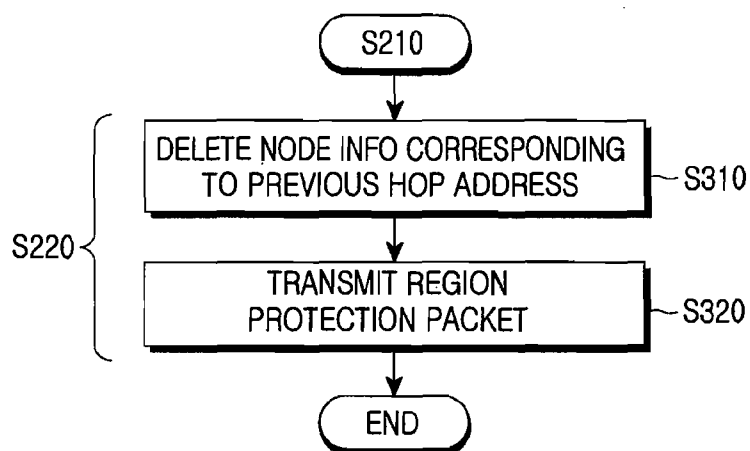 S210
DELETE NODE INFO CORRESPONDING
TO PREVIOUS HOP ADDRESS
S310
S220
TRANSMIT REGION
PROTECTION PACKET
S320
END